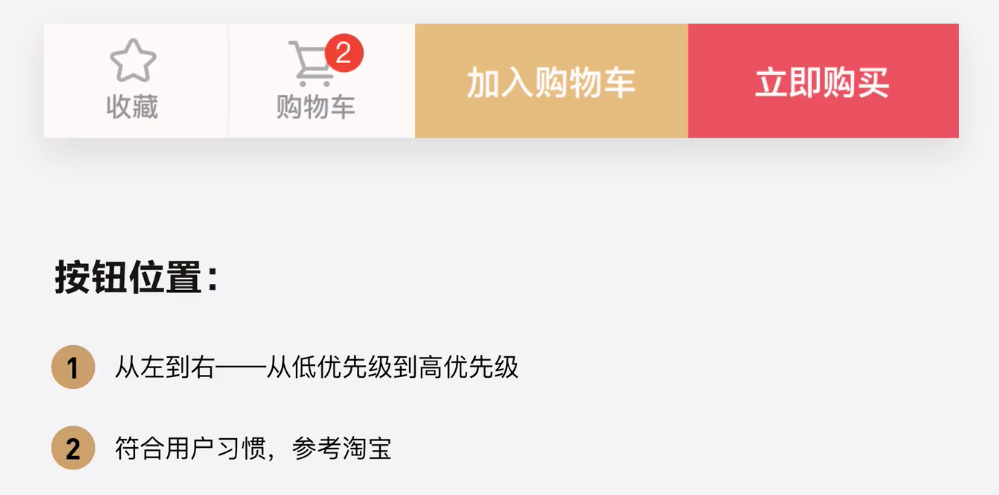 2
收藏 购物车 加入购物车 立即购买
按钮位置：
1 从左到右——从低优先级到高优先级
2 符合用户习惯，参考淘宝